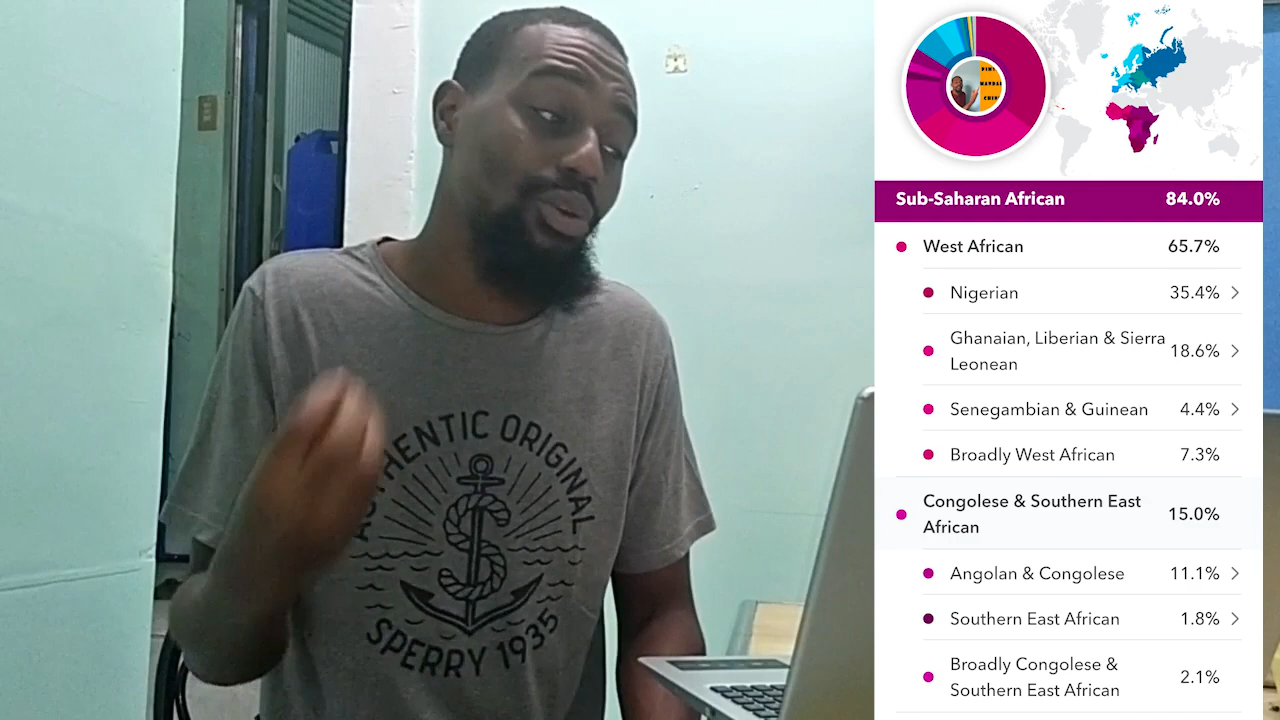 AUTHENTIC ORIGINAL
SPERRY 1935
Sub-Saharan African 84.0%
West African 65.7%
Nigerian 35.4%
Ghanaian, Liberian & Sierra
Leonean 18.6%
Senegambian & Guinean 4.4%
Broadly West African 7.3%
Congolese & Southern East
African 15.0%
Angolan & Congolese 11.1%
Southern East African 1.8%
Broadly Congolese &
Southern East African 2.1%